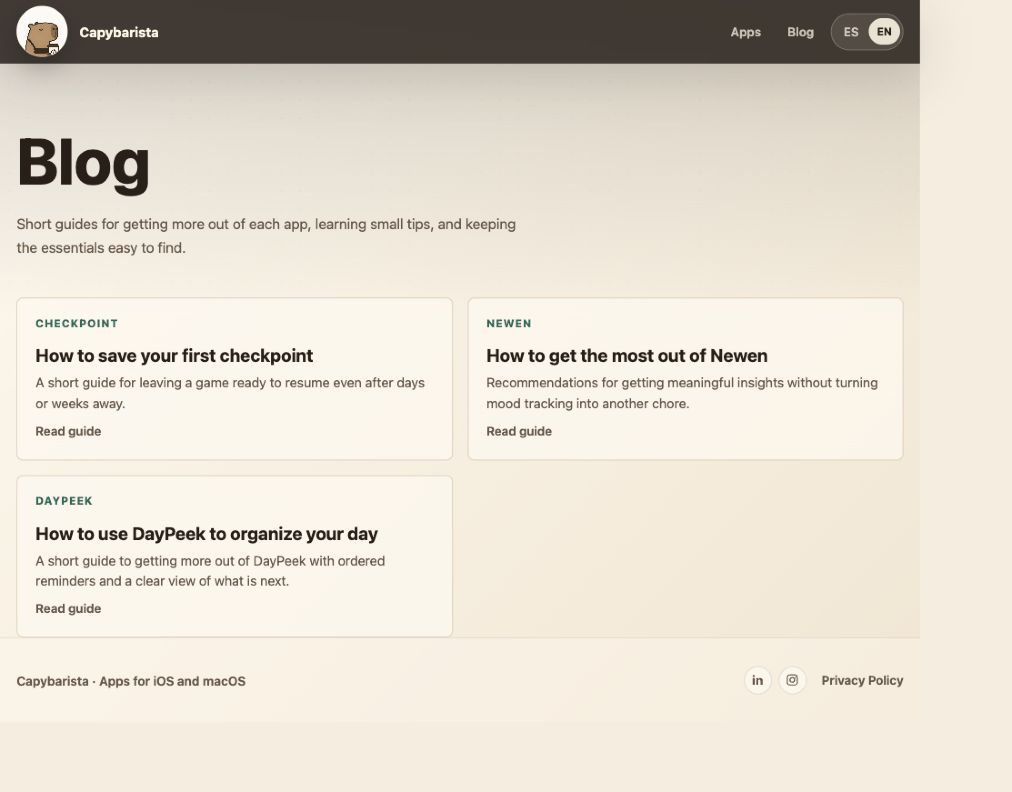 Capybarista
Apps
Blog
ES
EN
Blog
Short guides for getting more out of each app, learning small tips, and keeping
the essentials easy to find.
CHECKPOINT
How to save your first checkpoint
A short guide for leaving a game ready to resume even after days
or weeks away.
Read guide
NEWEN
How to get the most out of Newen
Recommendations for getting meaningful insights without turning
mood tracking into another chore.
Read guide
DAYPEEK
How to use DayPeek to organize your day
A short guide to getting more out of DayPeek with ordered
reminders and a clear view of what is next.
Read guide
Capybarista · Apps for iOS and macOS
in
Privacy Policy